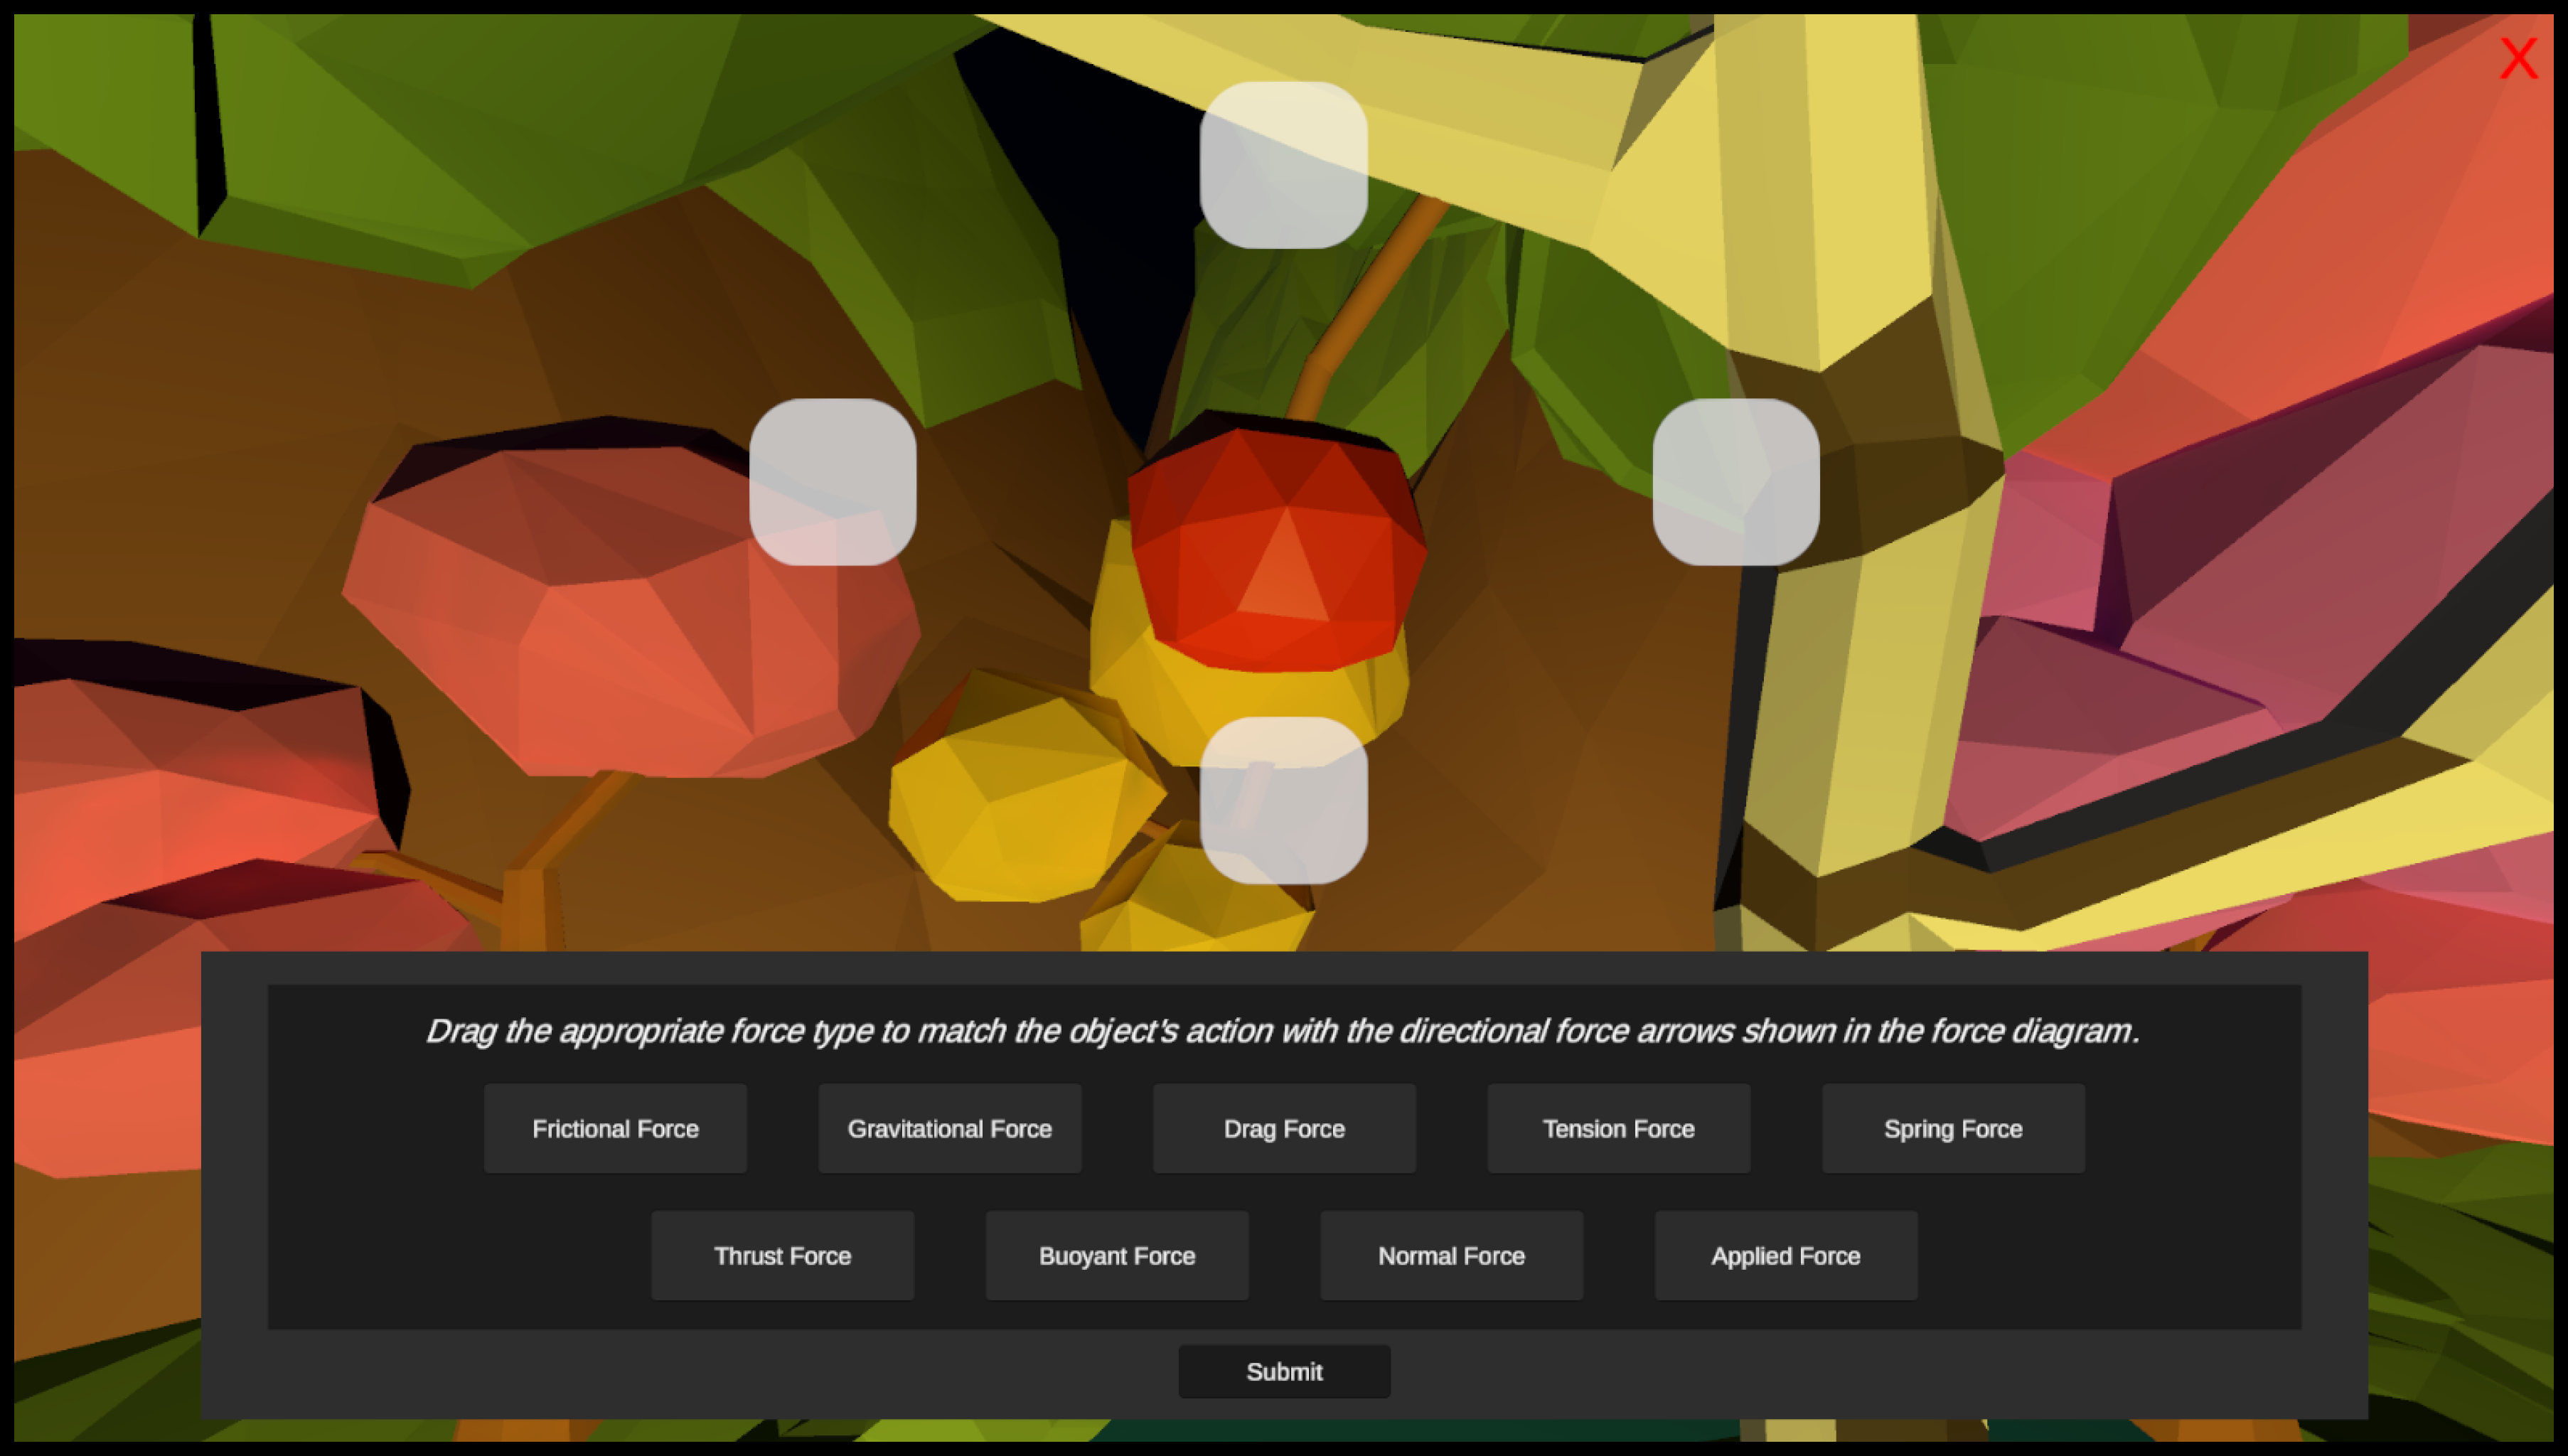 X
Drag the appropriate force type to match the object's action with the directional force arrows shown in the force diagram.
Frictional Force
Gravitational Force
Drag Force
Tension Force
Spring Force
Thrust Force
Buoyant Force
Normal Force
Applied Force
Submit